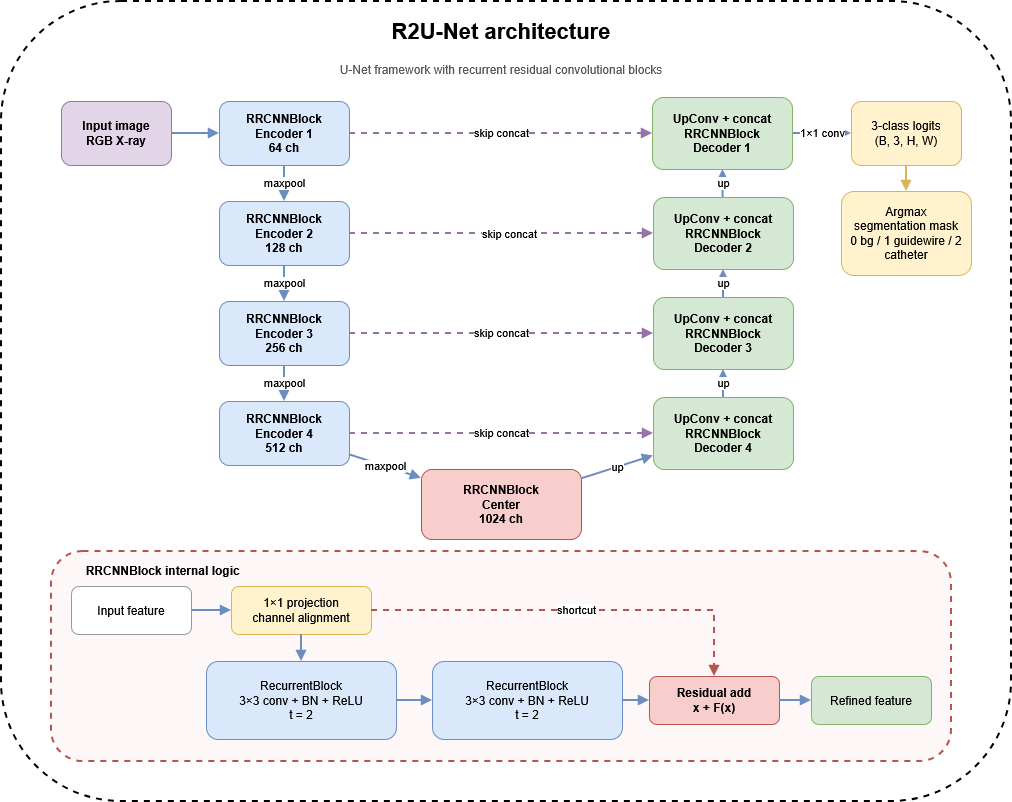 R2U-Net architecture
U-Net framework with recurrent residual convolutional blocks
Input image
RGB X-ray
RRCNNBlock
Encoder 1
64 ch
skip concat
UpConv + concat
RRCNNBlock
Decoder 1
1×1 conv
3-class logits
(B, 3, H, W)
maxpool
up
RRCNNBlock
Encoder 2
128 ch
skip concat
UpConv + concat
RRCNNBlock
Decoder 2
Argmax
segmentation mask
0 bg / 1 guidewire / 2
catheter
maxpool
up
RRCNNBlock
Encoder 3
256 ch
skip concat
UpConv + concat
RRCNNBlock
Decoder 3
maxpool
up
RRCNNBlock
Encoder 4
512 ch
skip concat
UpConv + concat
RRCNNBlock
Decoder 4
maxpool
up
RRCNNBlock
Center
1024 ch
RRCNNBlock internal logic
Input feature
1×1 projection
channel alignment
shortcut
RecurrentBlock
3×3 conv + BN + ReLU
t = 2
RecurrentBlock
3×3 conv + BN + ReLU
t = 2
Residual add
x + F(x)
Refined feature